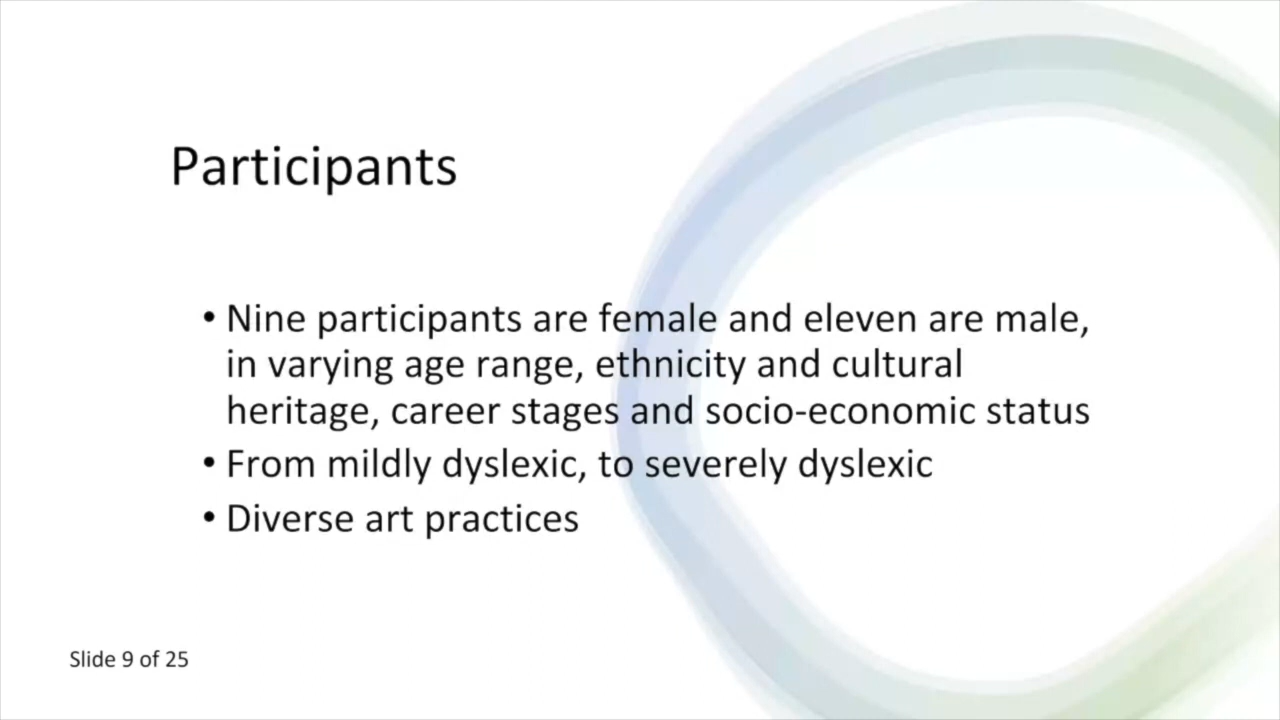 Participants
• Nine participants are female and eleven are male,
in varying age range, ethnicity and cultural
heritage, career stages and socio-economic status
• From mildly dyslexic, to severely dyslexic
• Diverse art practices
Slide 9 of 25